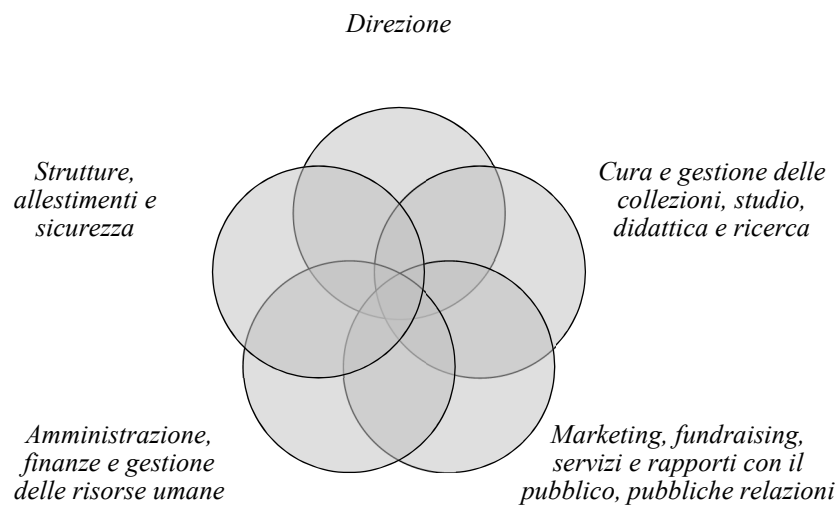 Direzione
Strutture,
allestimenti e
sicurezza
Cura e gestione delle
collezioni, studio,
didattica e ricerca
Amministrazione,
finanze e gestione
delle risorse umane
Marketing, fundraising,
servizi e rapporti con il
pubblico, pubbliche relazioni